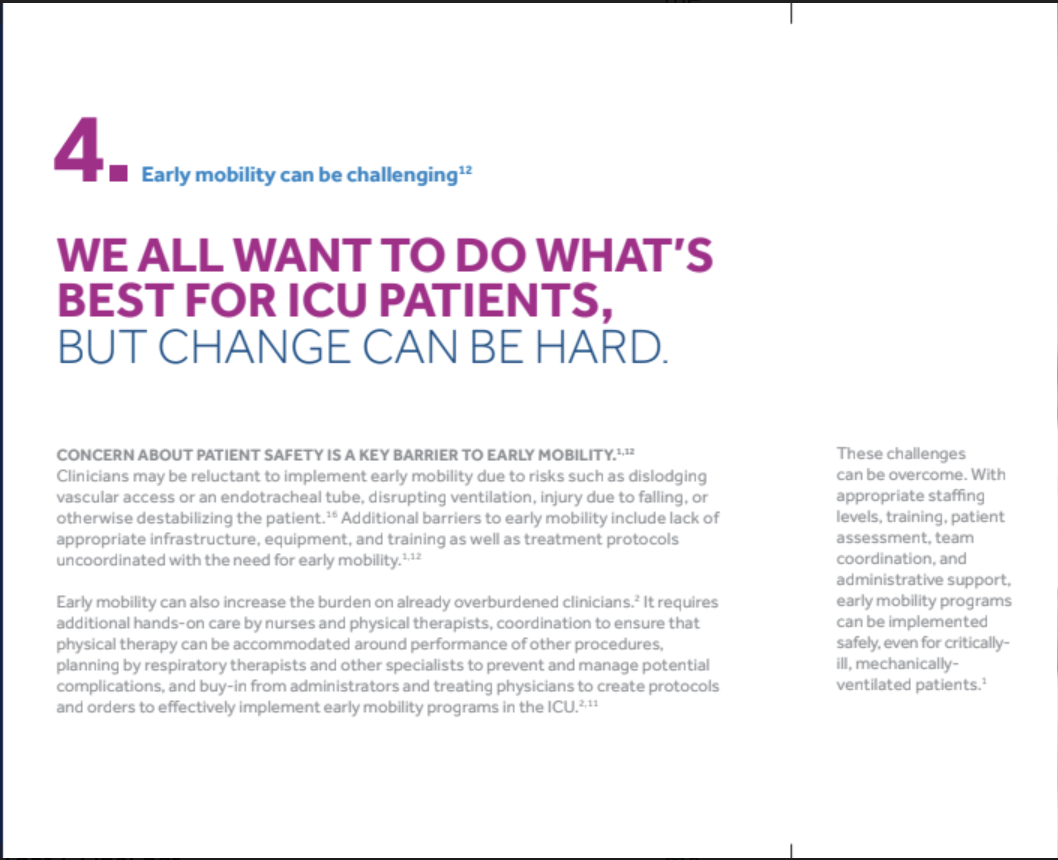 4. Early mobility can be challenging¹²
WE ALL WANT TO DO WHAT'S
BEST FOR ICU PATIENTS,
BUT CHANGE CAN BE HARD.
CONCERN ABOUT PATIENT SAFETY IS A KEY BARRIER TO EARLY MOBILITY.¹,¹²
Clinicians may be reluctant to implement early mobility due to risks such as dislodging
vascular access or an endotracheal tube, disrupting ventilation, injury due to falling, or
otherwise destabilizing the patient.¹⁶ Additional barriers to early mobility include lack of
appropriate infrastructure, equipment, and training as well as treatment protocols
uncoordinated with the need for early mobility.¹,¹²
Early mobility can also increase the burden on already overburdened clinicians.² It requires
additional hands-on care by nurses and physical therapists, coordination to ensure that
physical therapy can be accommodated around performance of other procedures,
planning by respiratory therapists and other specialists to prevent and manage potential
complications, and buy-in from administrators and treating physicians to create protocols
and orders to effectively implement early mobility programs in the ICU.²,¹¹
These challenges
can be overcome. With
appropriate staffing
levels, training, patient
assessment, team
coordination, and
administrative support,
early mobility programs
can be implemented
safely, even for critically-
ill, mechanically-
ventilated patients.¹